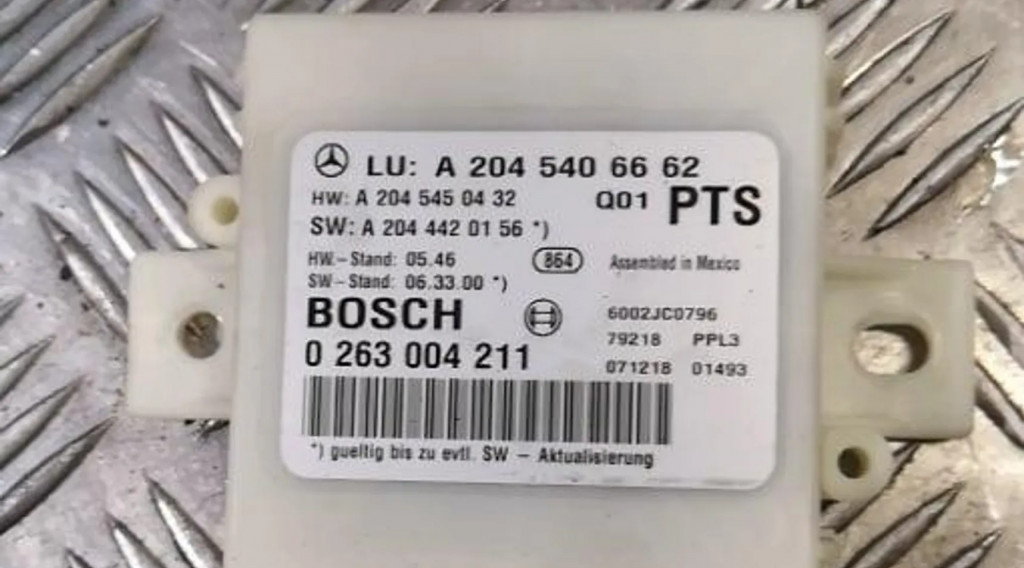 LU: A 204 540 66 62
HW: A 204 545 04 32 Q01 PTS
SW: A 204 442 01 56 *)
HW-Stand: 05.46 864 Assembled in Mexico
SW-Stand: 06.33.00 *)
BOSCH 6002JC0796
0 263 004 211 79218 PPL3
071218 01493
*) gueltig bis zu evtl. SW - Aktualisierung